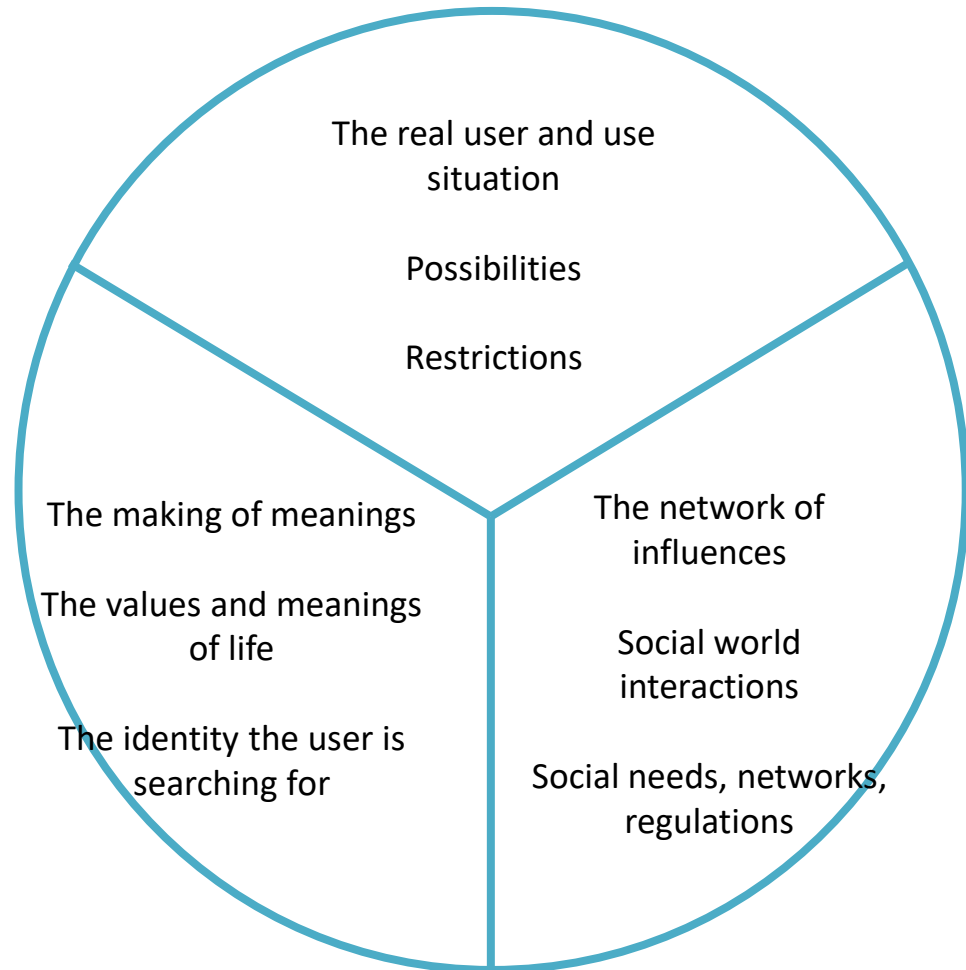 The real user and use
situation
Possibilities
Restrictions
The making of meanings
The values and meanings
of life
The identity the user is
searching for
The network of
influences
Social world
interactions
Social needs, networks,
regulations